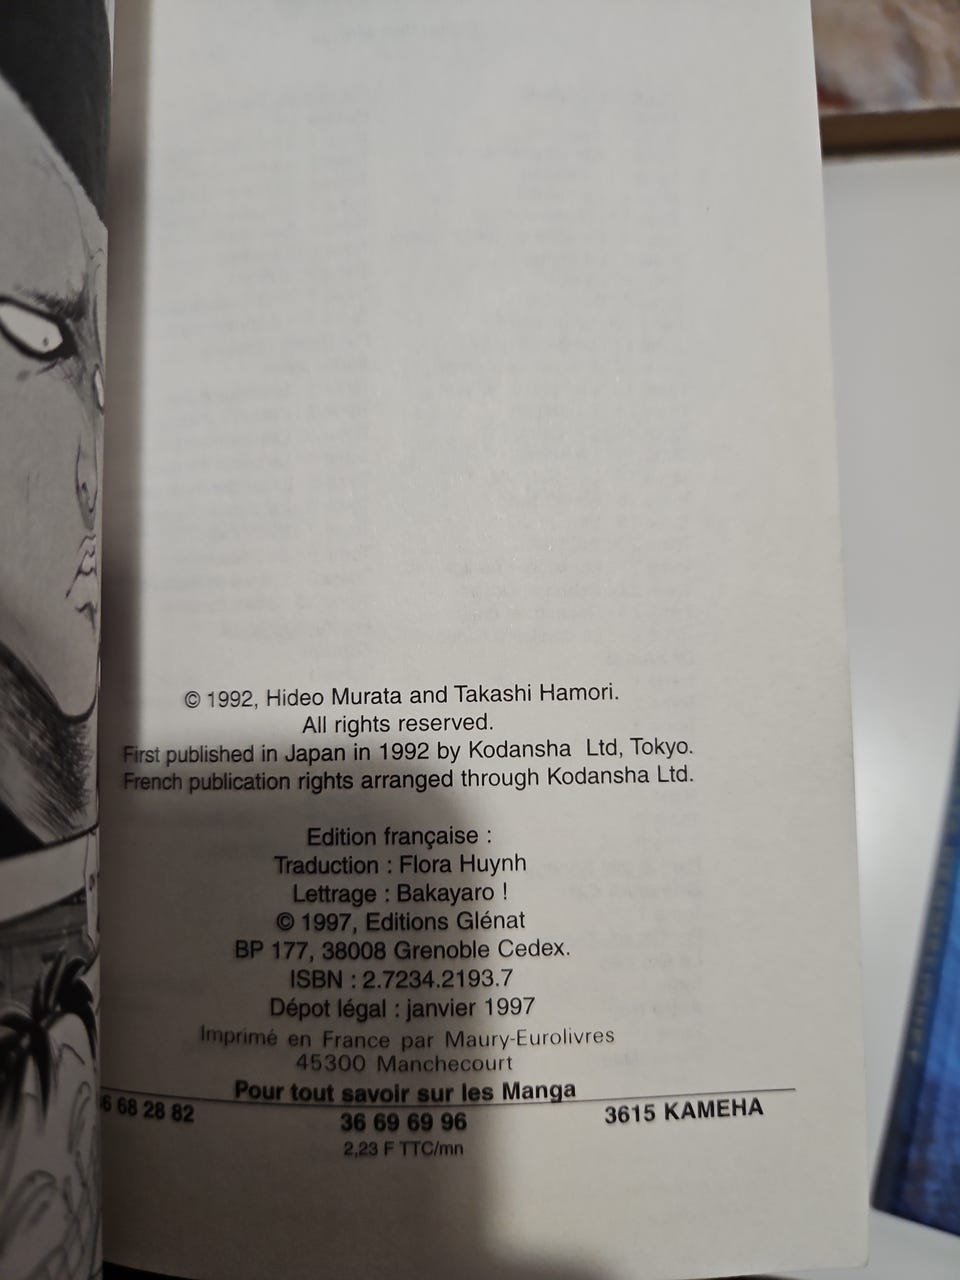 © 1992, Hideo Murata and Takashi Hamori.
All rights reserved.
First published in Japan in 1992 by Kodansha Ltd, Tokyo.
French publication rights arranged through Kodansha Ltd.
Edition française :
Traduction : Flora Huynh
Lettrage : Bakayaro !
© 1997, Editions Glénat
BP 177, 38008 Grenoble Cedex.
ISBN : 2.7234.2193.7
Dépot légal : janvier 1997
Imprimé en France par Maury-Eurolivres
45300 Manchecourt
Pour tout savoir sur les Manga
6 68 28 82
36 69 69 96
3615 KAMEHA
2,23 F TTC/mn